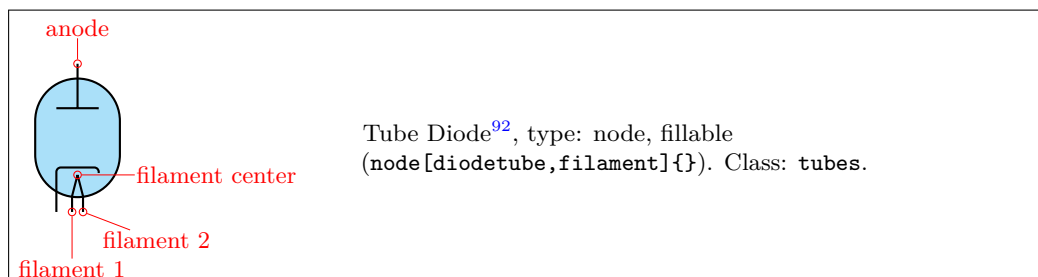 anode
Tube Diode92, type: node, fillable
(node[diodetube,filament]{}). Class: tubes.
filament center
filament 2
filament 1